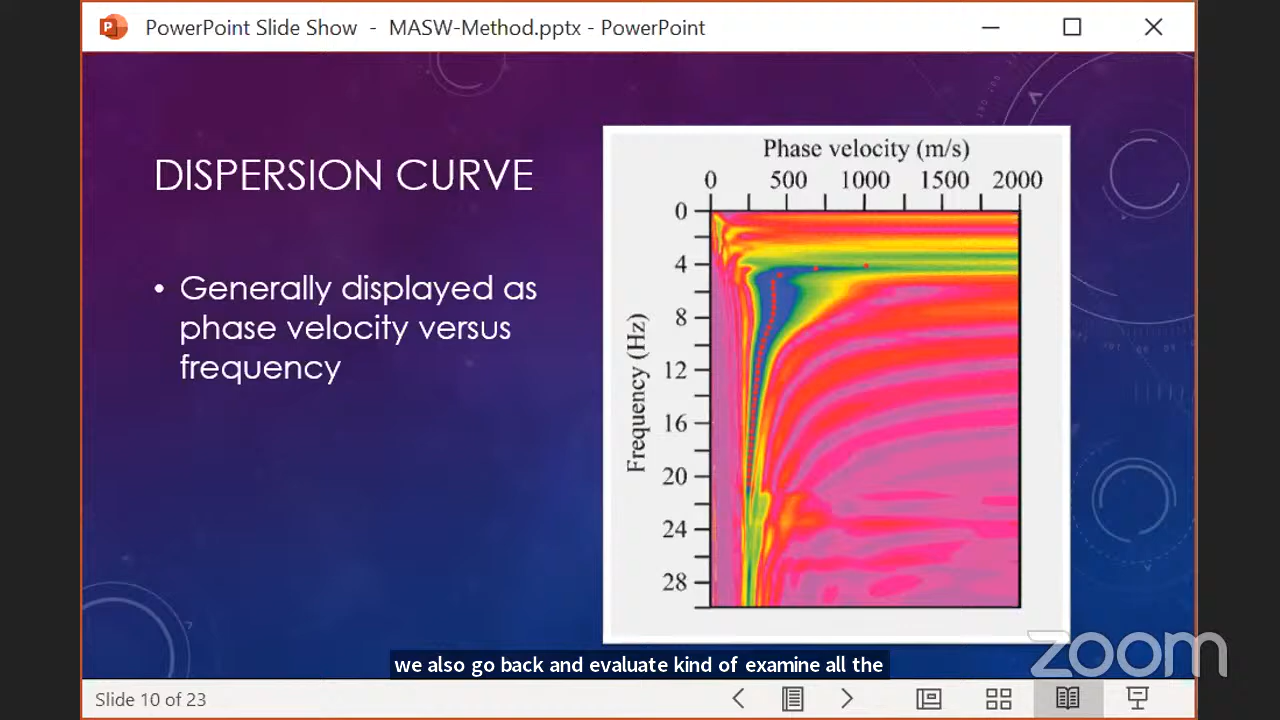 PowerPoint Slide Show - MASW-Method.pptx - PowerPoint
DISPERSION CURVE
• Generally displayed as
phase velocity versus
frequency
Phase velocity (m/s)
0 500 1000 1500 2000
Frequency (Hz)
0
4
8
12
16
20
24
28
we also go back and evaluate kind of examine all the
zoom
Slide 10 of 23